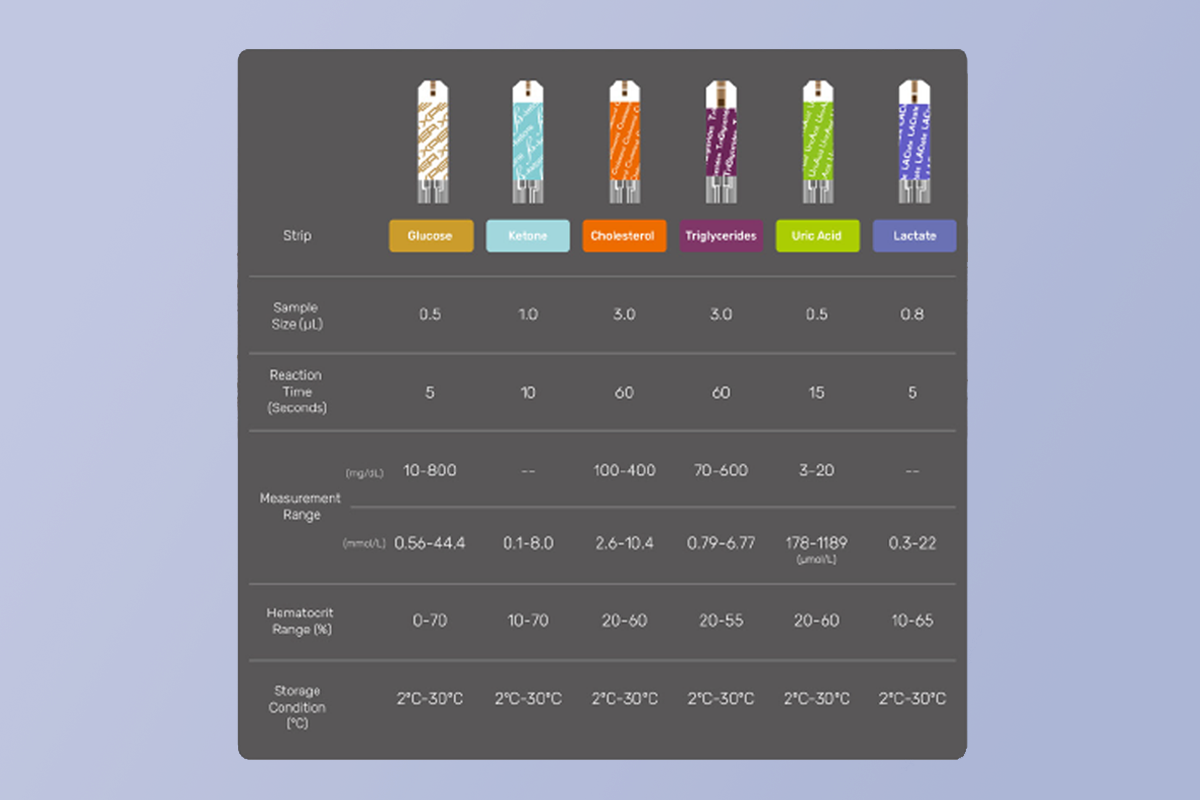 Strip Glucose Ketone Cholesterol Triglycerides Uric Acid Lactate
Sample
Size (µL) 0.5 1.0 3.0 3.0 0.5 0.8
Reaction
Time
(Seconds) 5 10 60 60 15 5
Measurement
Range
(mg/dL) 10-800 -- 100-400 70-600 3-20 --
(mmol/L) 0.56-44.4 0.1-8.0 2.6-10.4 0.79-6.77 178-1189 0.3-22
(µmol/L)
Hematocrit
Range (%) 0-70 10-70 20-60 20-55 20-60 10-65
Storage
Condition
(°C) 2°C-30°C 2°C-30°C 2°C-30°C 2°C-30°C 2°C-30°C 2°C-30°C